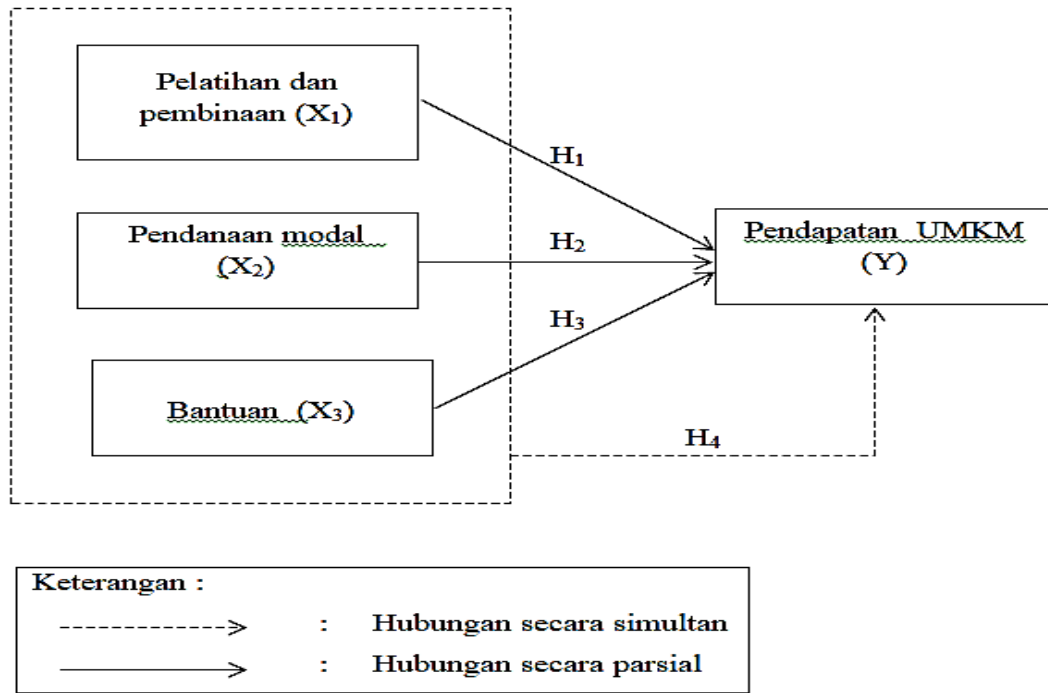 Pelatihan dan
pembinaan (X₁)
H₁
Pendanaan modal
(X₂)
H₂
Pendapatan UMKM
(Y)
H₃
Bantuan (X₃)
H₄
Keterangan :
: Hubungan secara simultan
: Hubungan secara parsial